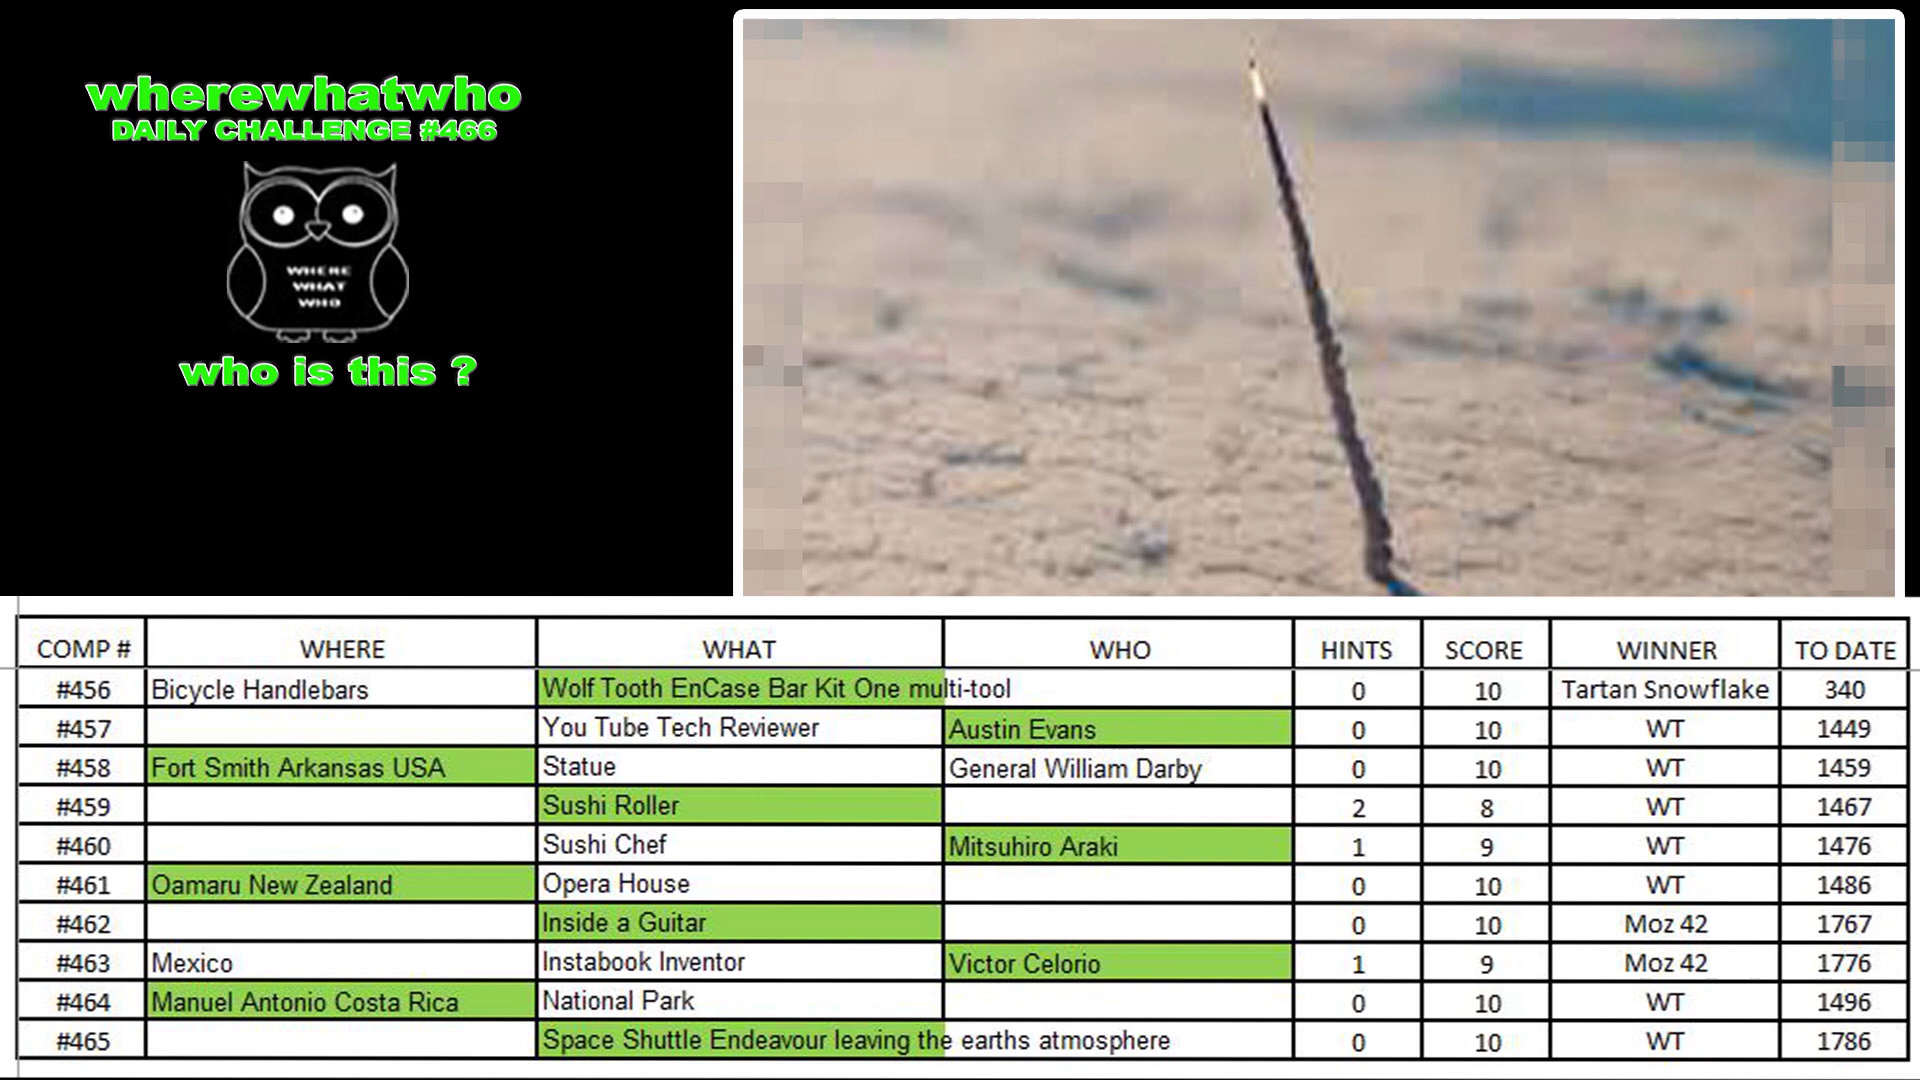 wherewhatwho
DAILY CHALLENGE #466
WHERE
WHAT
WHO
who is this ?
COMP # WHERE WHAT WHO HINTS SCORE WINNER TO DATE
#456 Bicycle Handlebars Wolf Tooth EnCase Bar Kit One multi-tool 0 10 Tartan Snowflake 340
#457 You Tube Tech Reviewer Austin Evans 0 10 WT 1449
#458 Fort Smith Arkansas USA Statue General William Darby 0 10 WT 1459
#459 Sushi Roller 2 8 WT 1467
#460 Sushi Chef Mitsuhiro Araki 1 9 WT 1476
#461 Oamaru New Zealand Opera House 0 10 WT 1486
#462 Inside a Guitar 0 10 Moz 42 1767
#463 Mexico Instabook Inventor Victor Celorio 1 9 Moz 42 1776
#464 Manuel Antonio Costa Rica National Park 0 10 WT 1496
#465 Space Shuttle Endeavour leaving the earths atmosphere 0 10 WT 1786